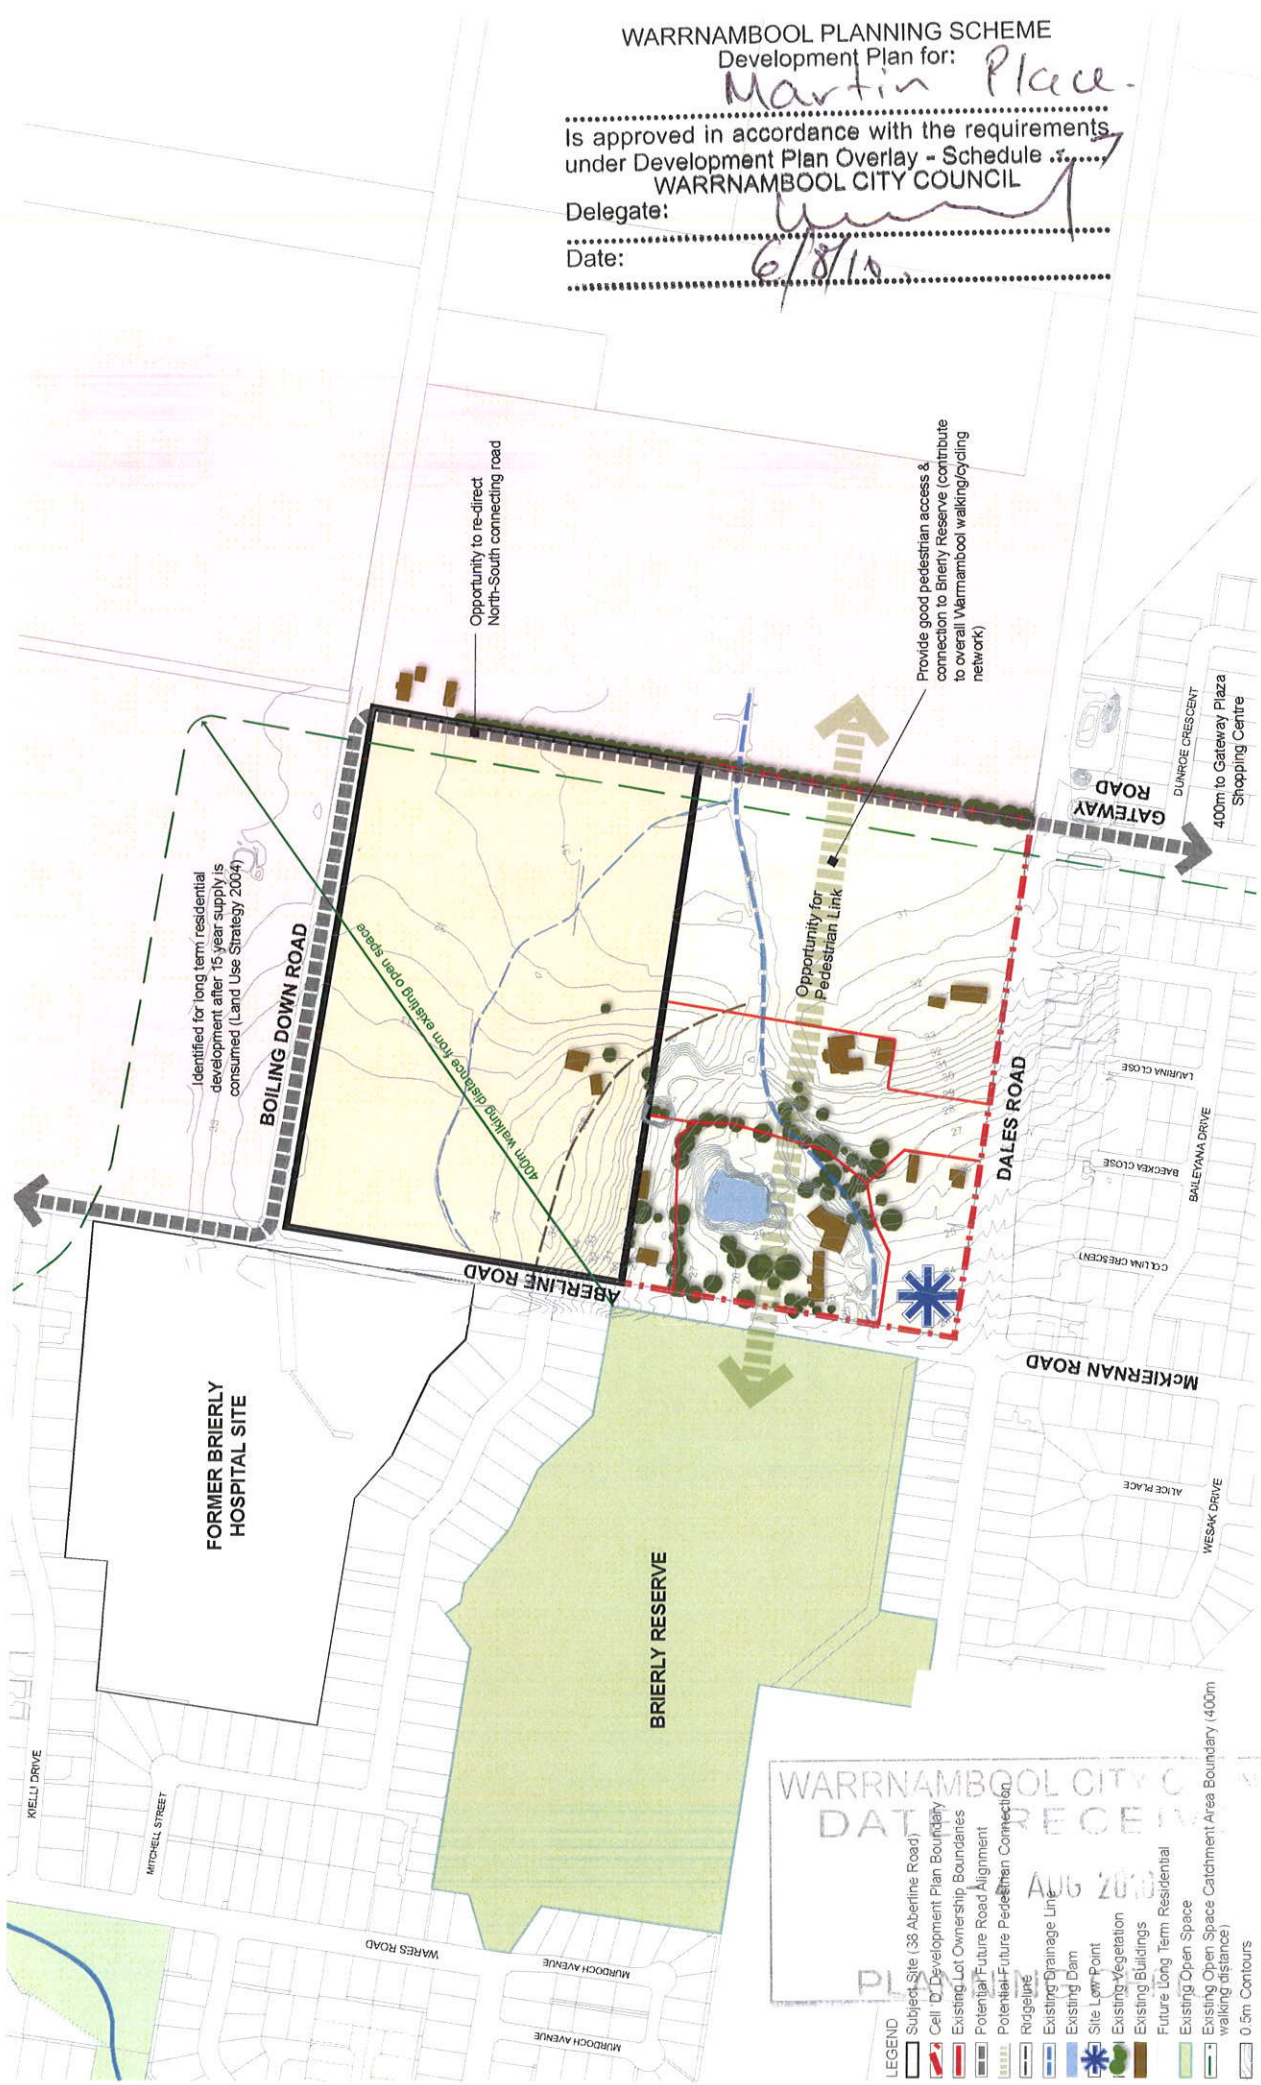 WARRNAMBOOL PLANNING SCHEME
Development Plan for:
Martin Place.
Is approved in accordance with the requirements
under Development Plan Overlay - Schedule ....... 7
WARRNAMBOOL CITY COUNCIL
Delegate:
Date: 6/8/10.
Opportunity to re-direct
North-South connecting road
Provide good pedestrian access &
connection to Brierly Reserve (contribute
to overall Warrnambool walking/cycling
network)
Identified for long term residential
development after 15 year supply is
consumed (Land Use Strategy 2004)
BOILING DOWN ROAD
400m walking distance from existing open space
Opportunity for
Pedestrian Link
GATEWAY
ROAD
DUNROE CRESCENT
400m to Gateway Plaza
Shopping Centre
ABERLINE ROAD
DALES ROAD
LAURINA CLOSE
BAECKEA CLOSE
BAILEYANA DRIVE
COLUNA CRESCENT
McKIERNAN ROAD
ALICE PLACE
WESAK DRIVE
FORMER BRIERLY
HOSPITAL SITE
BRIERLY RESERVE
KIELLI DRIVE
MITCHELL STREET
WARES ROAD
MURDOCH AVENUE
MURDOCH AVENUE
WARRNAMBOOL CITY
AUG
LEGEND
Subject Site (38 Aberline Road)
Cell 'D' Development Plan Boundary
Existing Lot Ownership Boundaries
Potential Future Road Alignment
Potential Future Pedestrian Connection
Ridgeline
Existing Drainage Line
Existing Dam
Site Low Point
Existing Vegetation
Existing Buildings
Future Long Term Residential
Existing Open Space
Existing Open Space Catchment Area Boundary (400m
walking distance)
0.5m Contours